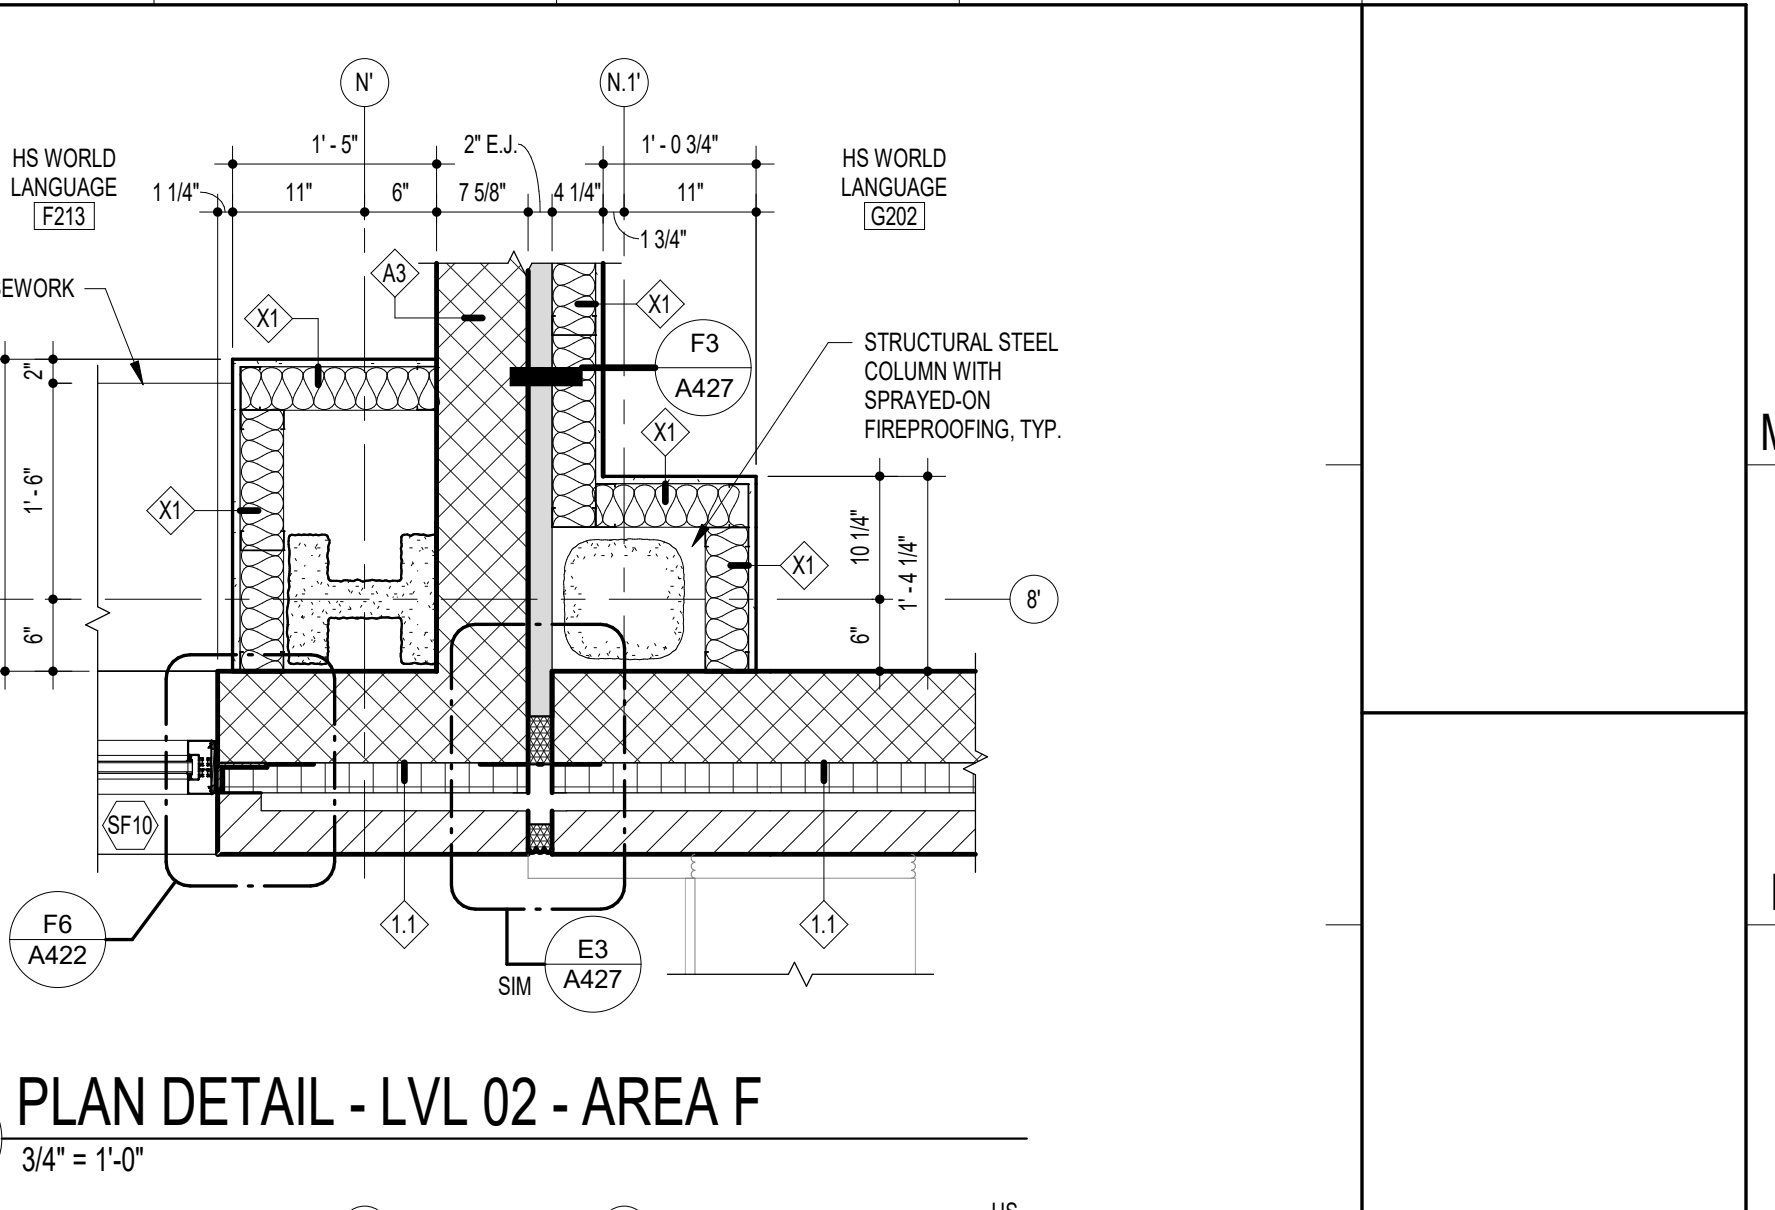 N'
N.1'
1' - 5"
2" E.J.
1' - 0 3/4"
HS WORLD
LANGUAGE
F213
1 1/4"
11"
6"
7 5/8"
4 1/4"
11"
1 3/4"
HS WORLD
LANGUAGE
G202
A3
X1
X1
F3
A427
STRUCTURAL STEEL
COLUMN WITH
SPRAYED-ON
FIREPROOFING, TYP.
2"
X1
1' - 6"
X1
X1
10 1/4"
1' - 4 1/4"
8'
6"
6"
SF10
F6
A422
1.1
SIM
E3
A427
1.1
PLAN DETAIL - LVL 02 - AREA F
3/4" = 1'-0"